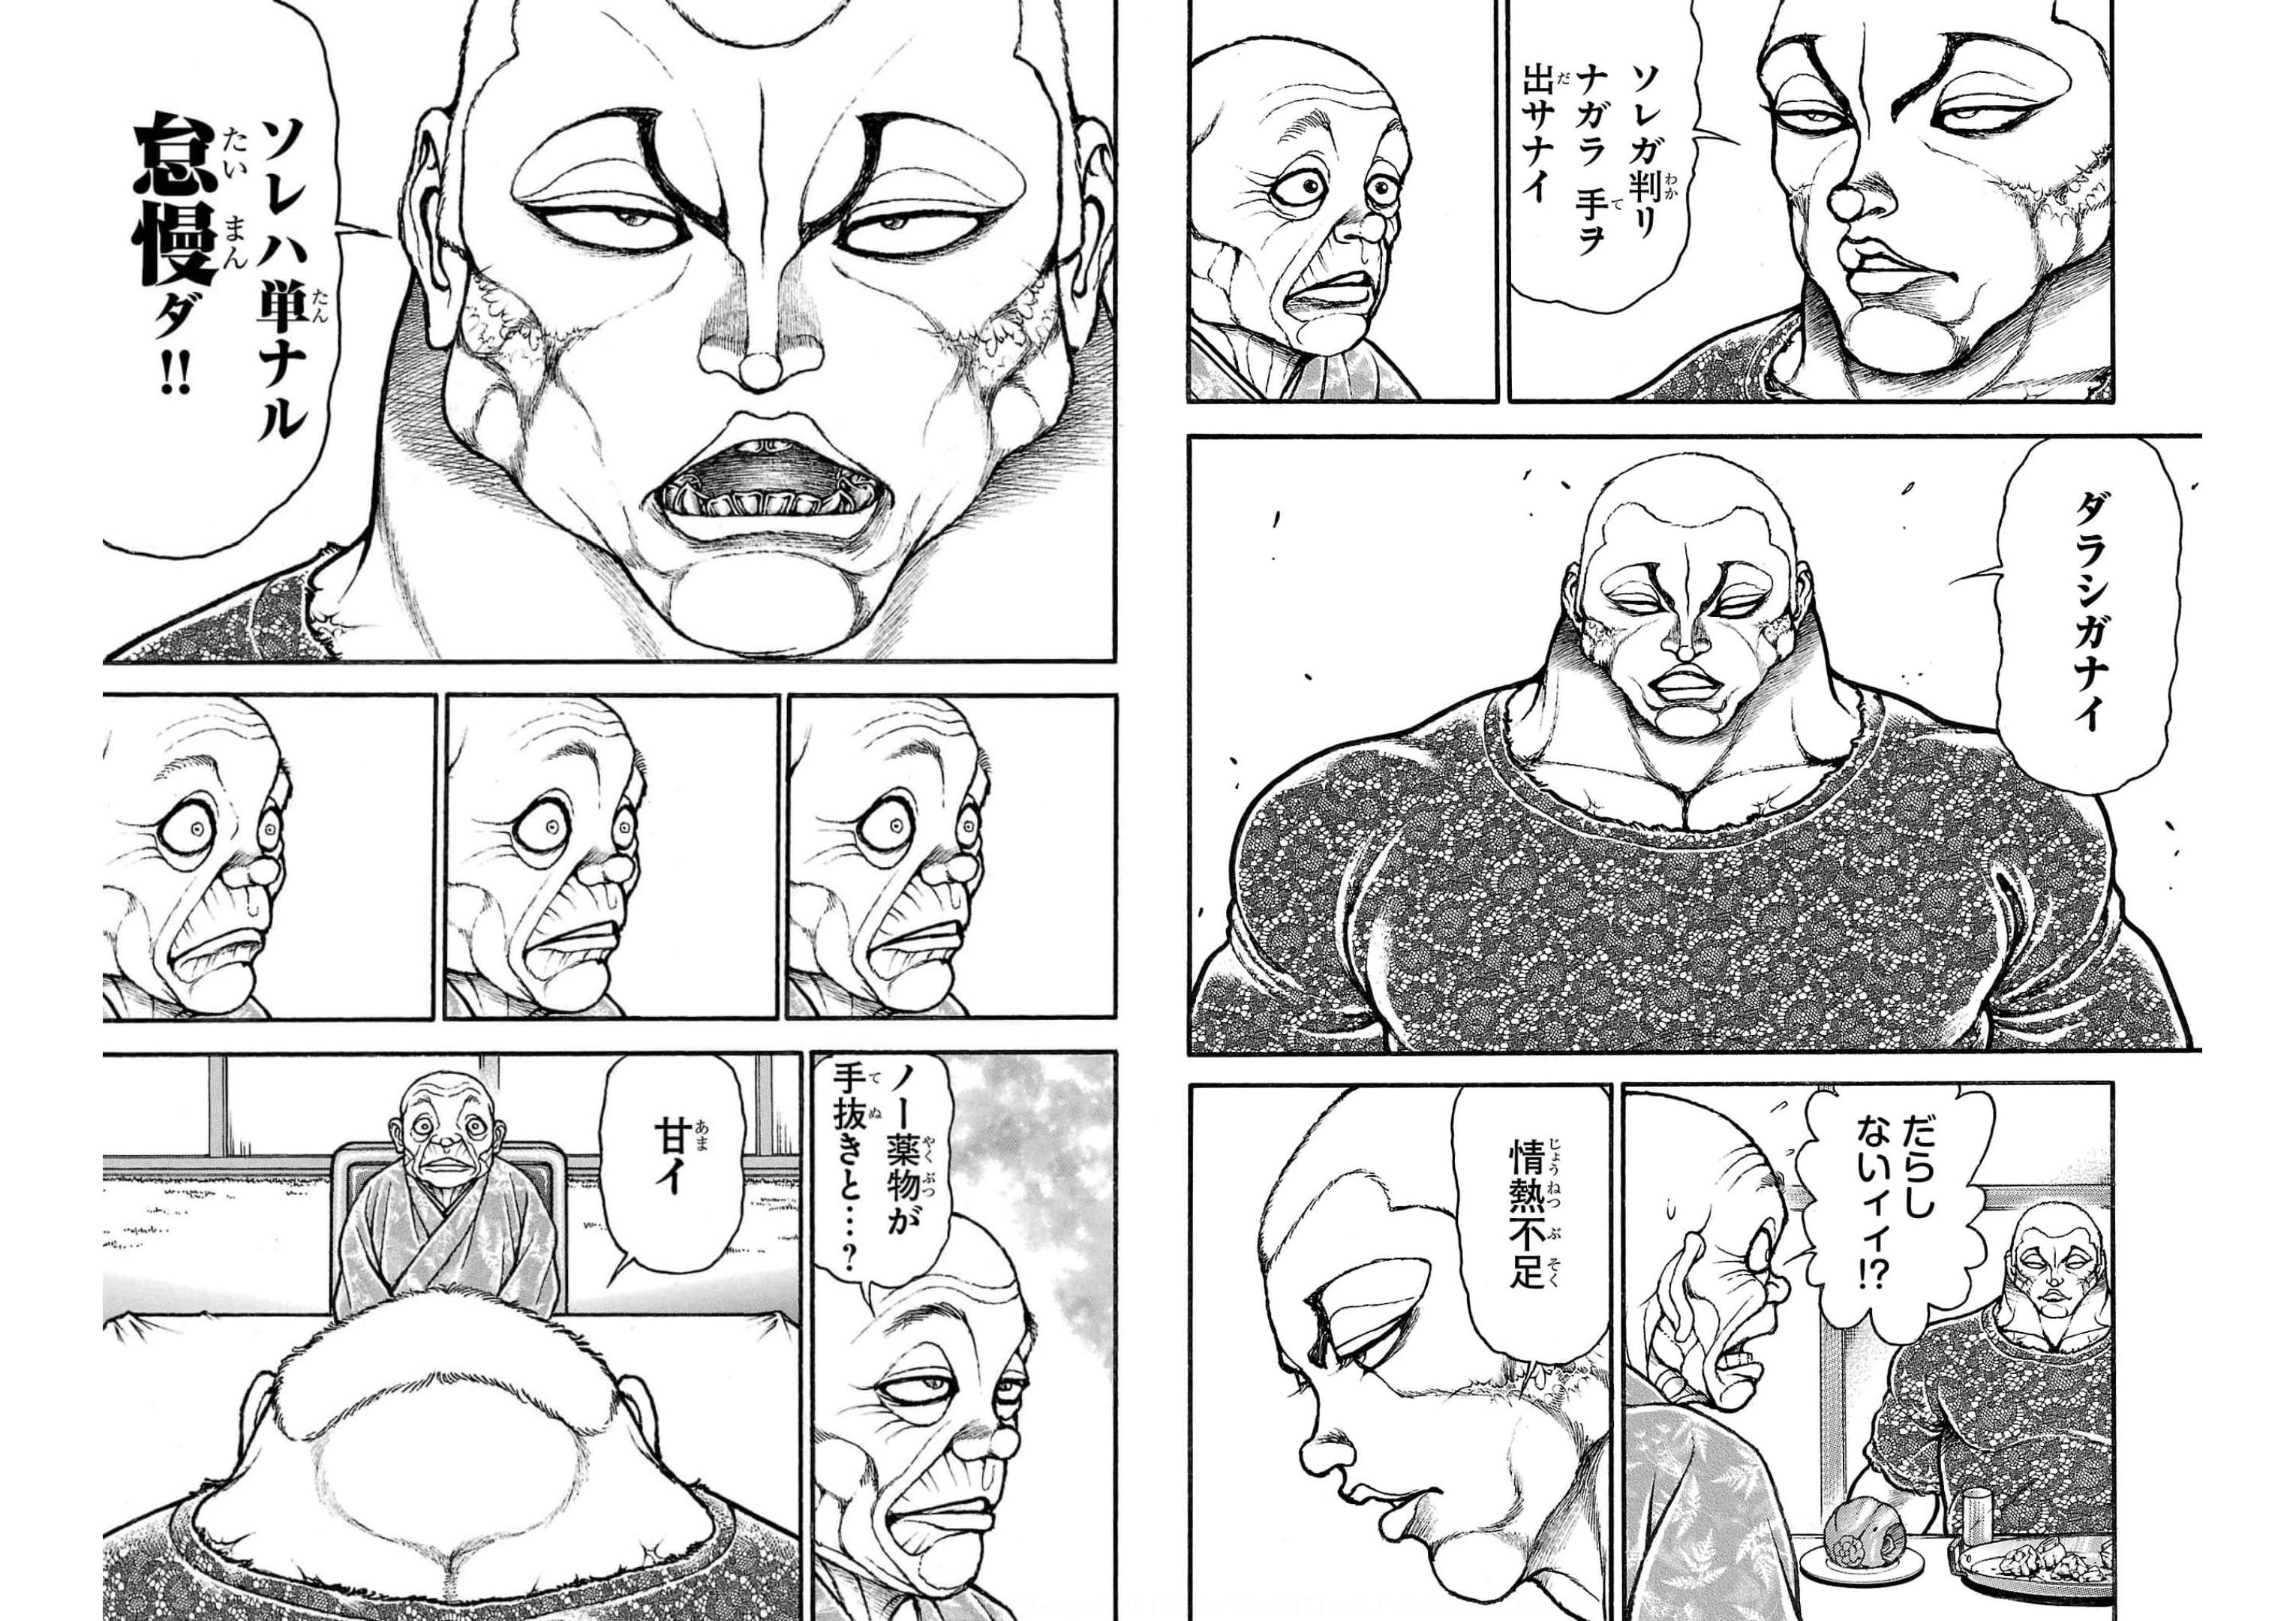 ソレガ判リ
ナガラ 手ヲ
出サナイ
ダラシガナイ
だらし
ないィィ!?
情熱不足
ソレハ単ナル
怠慢ダ!!
ノー薬物が
手抜きと…?
甘イ